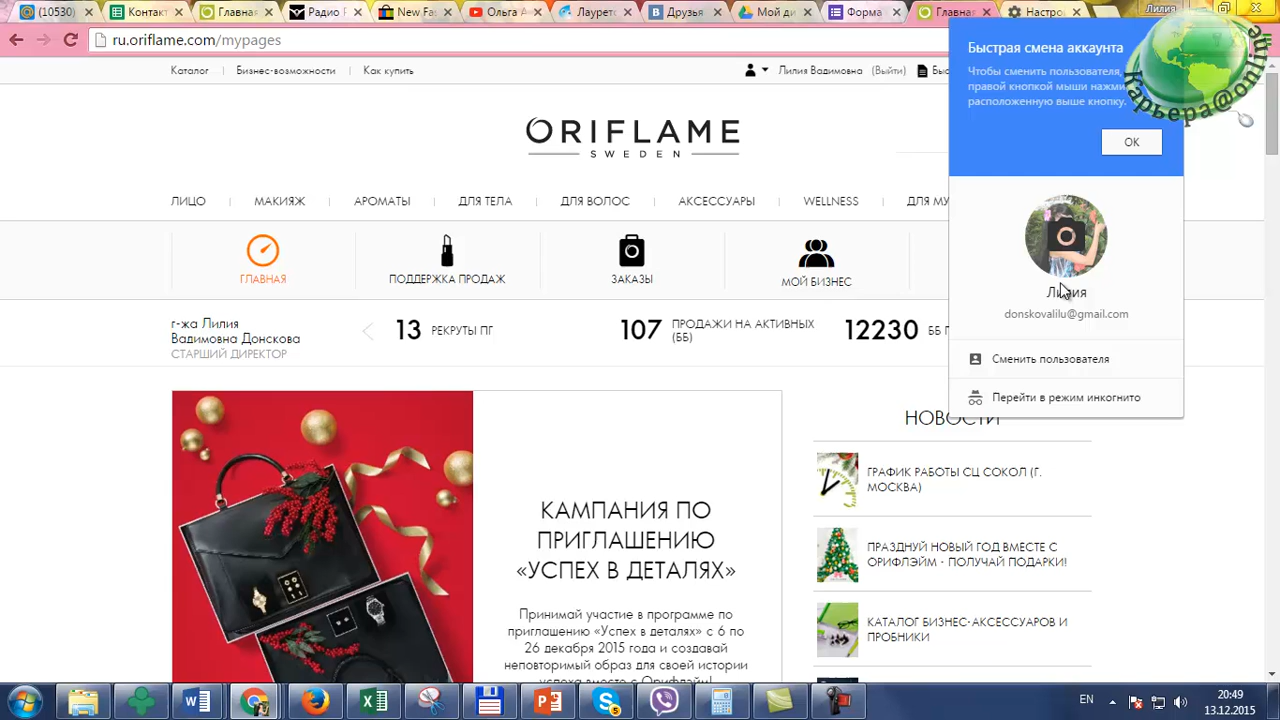 (10530)
Контакт
Главная
Радио Р
New Fa
Ольга А
Лаурето
Друзья
Мой ди
Форма
Главная
Настро
Лилия
ru.oriflame.com/mypages
Каталог
Бизнес-возможности
Как купить
Лилия Вадимовна (Выйти)
Быс
ORIFLAME
SWEDEN
ЛИЦО
МАКИЯЖ
АРОМАТЫ
ДЛЯ ТЕЛА
ДЛЯ ВОЛОС
АКСЕССУАРЫ
WELLNESS
ДЛЯ МУ
ГЛАВНАЯ
ПОДДЕРЖКА ПРОДАЖ
ЗАКАЗЫ
МОЙ БИЗНЕС
г-жа Лилия
Вадимовна Донскова
СТАРШИЙ ДИРЕКТОР
13 РЕКРУТЫ ПГ
107 ПРОДАЖИ НА АКТИВНЫХ
(ББ)
12230 ББ П
Быстрая смена аккаунта
Чтобы сменить пользователя,
правой кнопкой мыши нажми
расположенную выше кнопку.
OK
Карьера@online
Лилия
donskovalilu@gmail.com
Сменить пользователя
Перейти в режим инкогнито
КАМПАНИЯ ПО
ПРИГЛАШЕНИЮ
«УСПЕХ В ДЕТАЛЯХ»
Принимай участие в программе по
приглашению «Успех в деталях» с 6 по
26 декабря 2015 года и создавай
неповторимый образ для своей истории
успеха вместе с Орифлэйм!
НОВОСТИ
ГРАФИК РАБОТЫ СЦ СОКОЛ (Г.
МОСКВА)
ПРАЗДНУЙ НОВЫЙ ГОД ВМЕСТЕ С
ОРИФЛЭЙМ - ПОЛУЧАЙ ПОДАРКИ!
КАТАЛОГ БИЗНЕС-АКСЕССУАРОВ И
ПРОБНИКИ
EN
20:49
13.12.2015